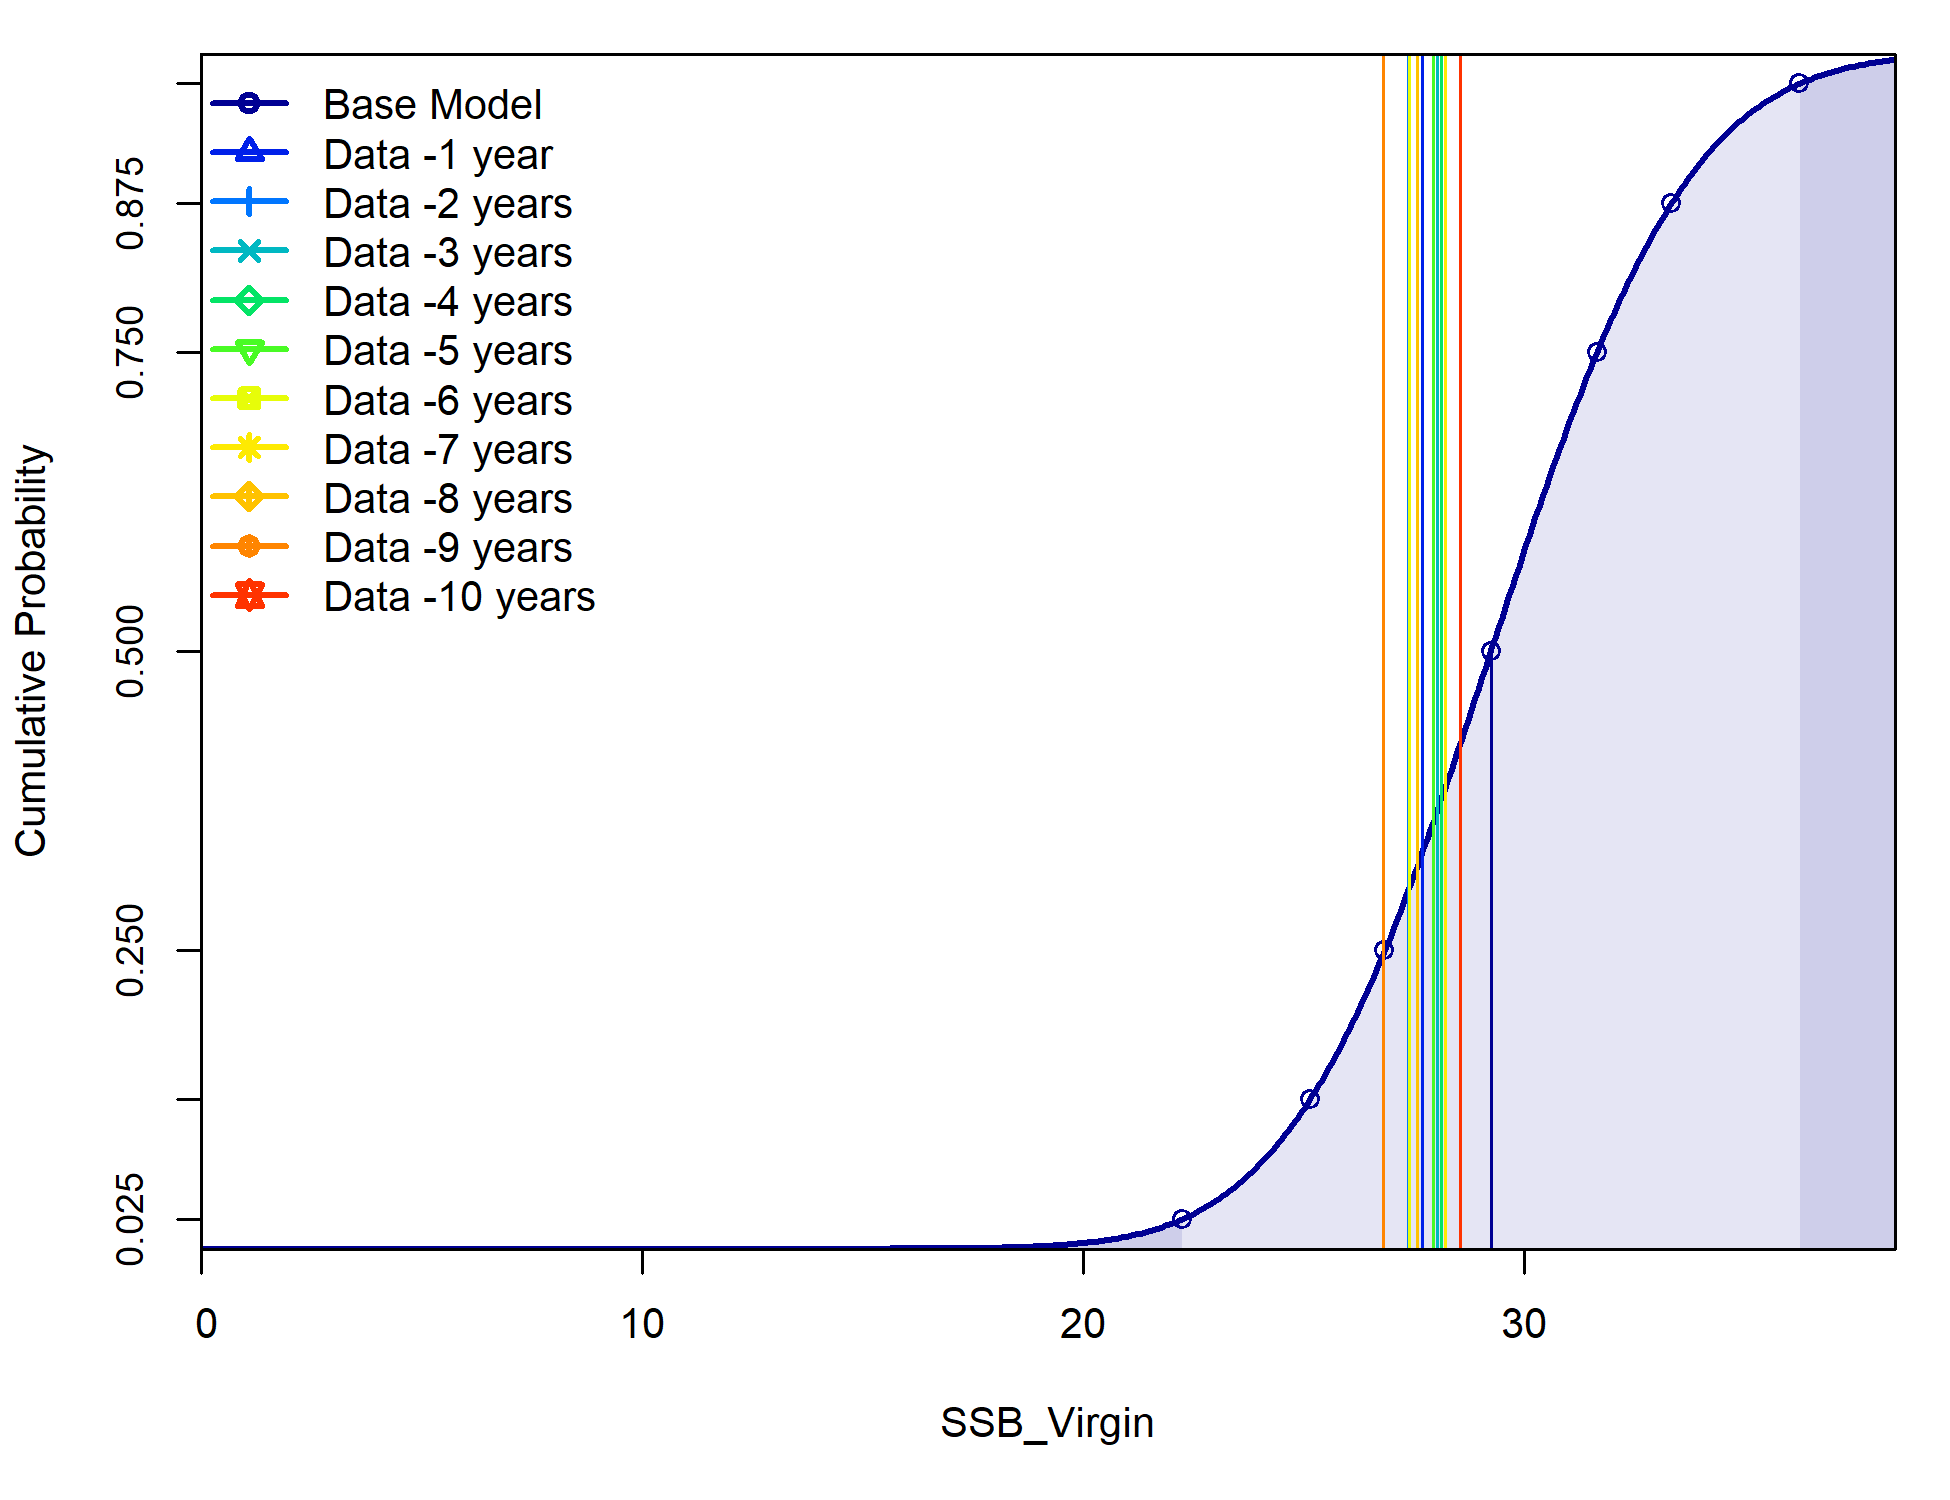 Base Model
Data -1 year
Data -2 years
Data -3 years
Data -4 years
Data -5 years
Data -6 years
Data -7 years
Data -8 years
Data -9 years
Data -10 years
Cumulative Probability
0.875
0.750
0.500
0.250
0.025
0 10 20 30
SSB_Virgin